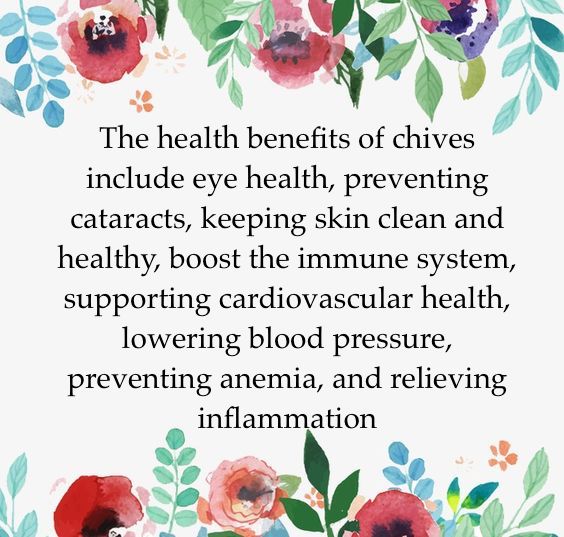 The health benefits of chives
include eye health, preventing
cataracts, keeping skin clean and
healthy, boost the immune system,
supporting cardiovascular health,
lowering blood pressure,
preventing anemia, and relieving
inflammation